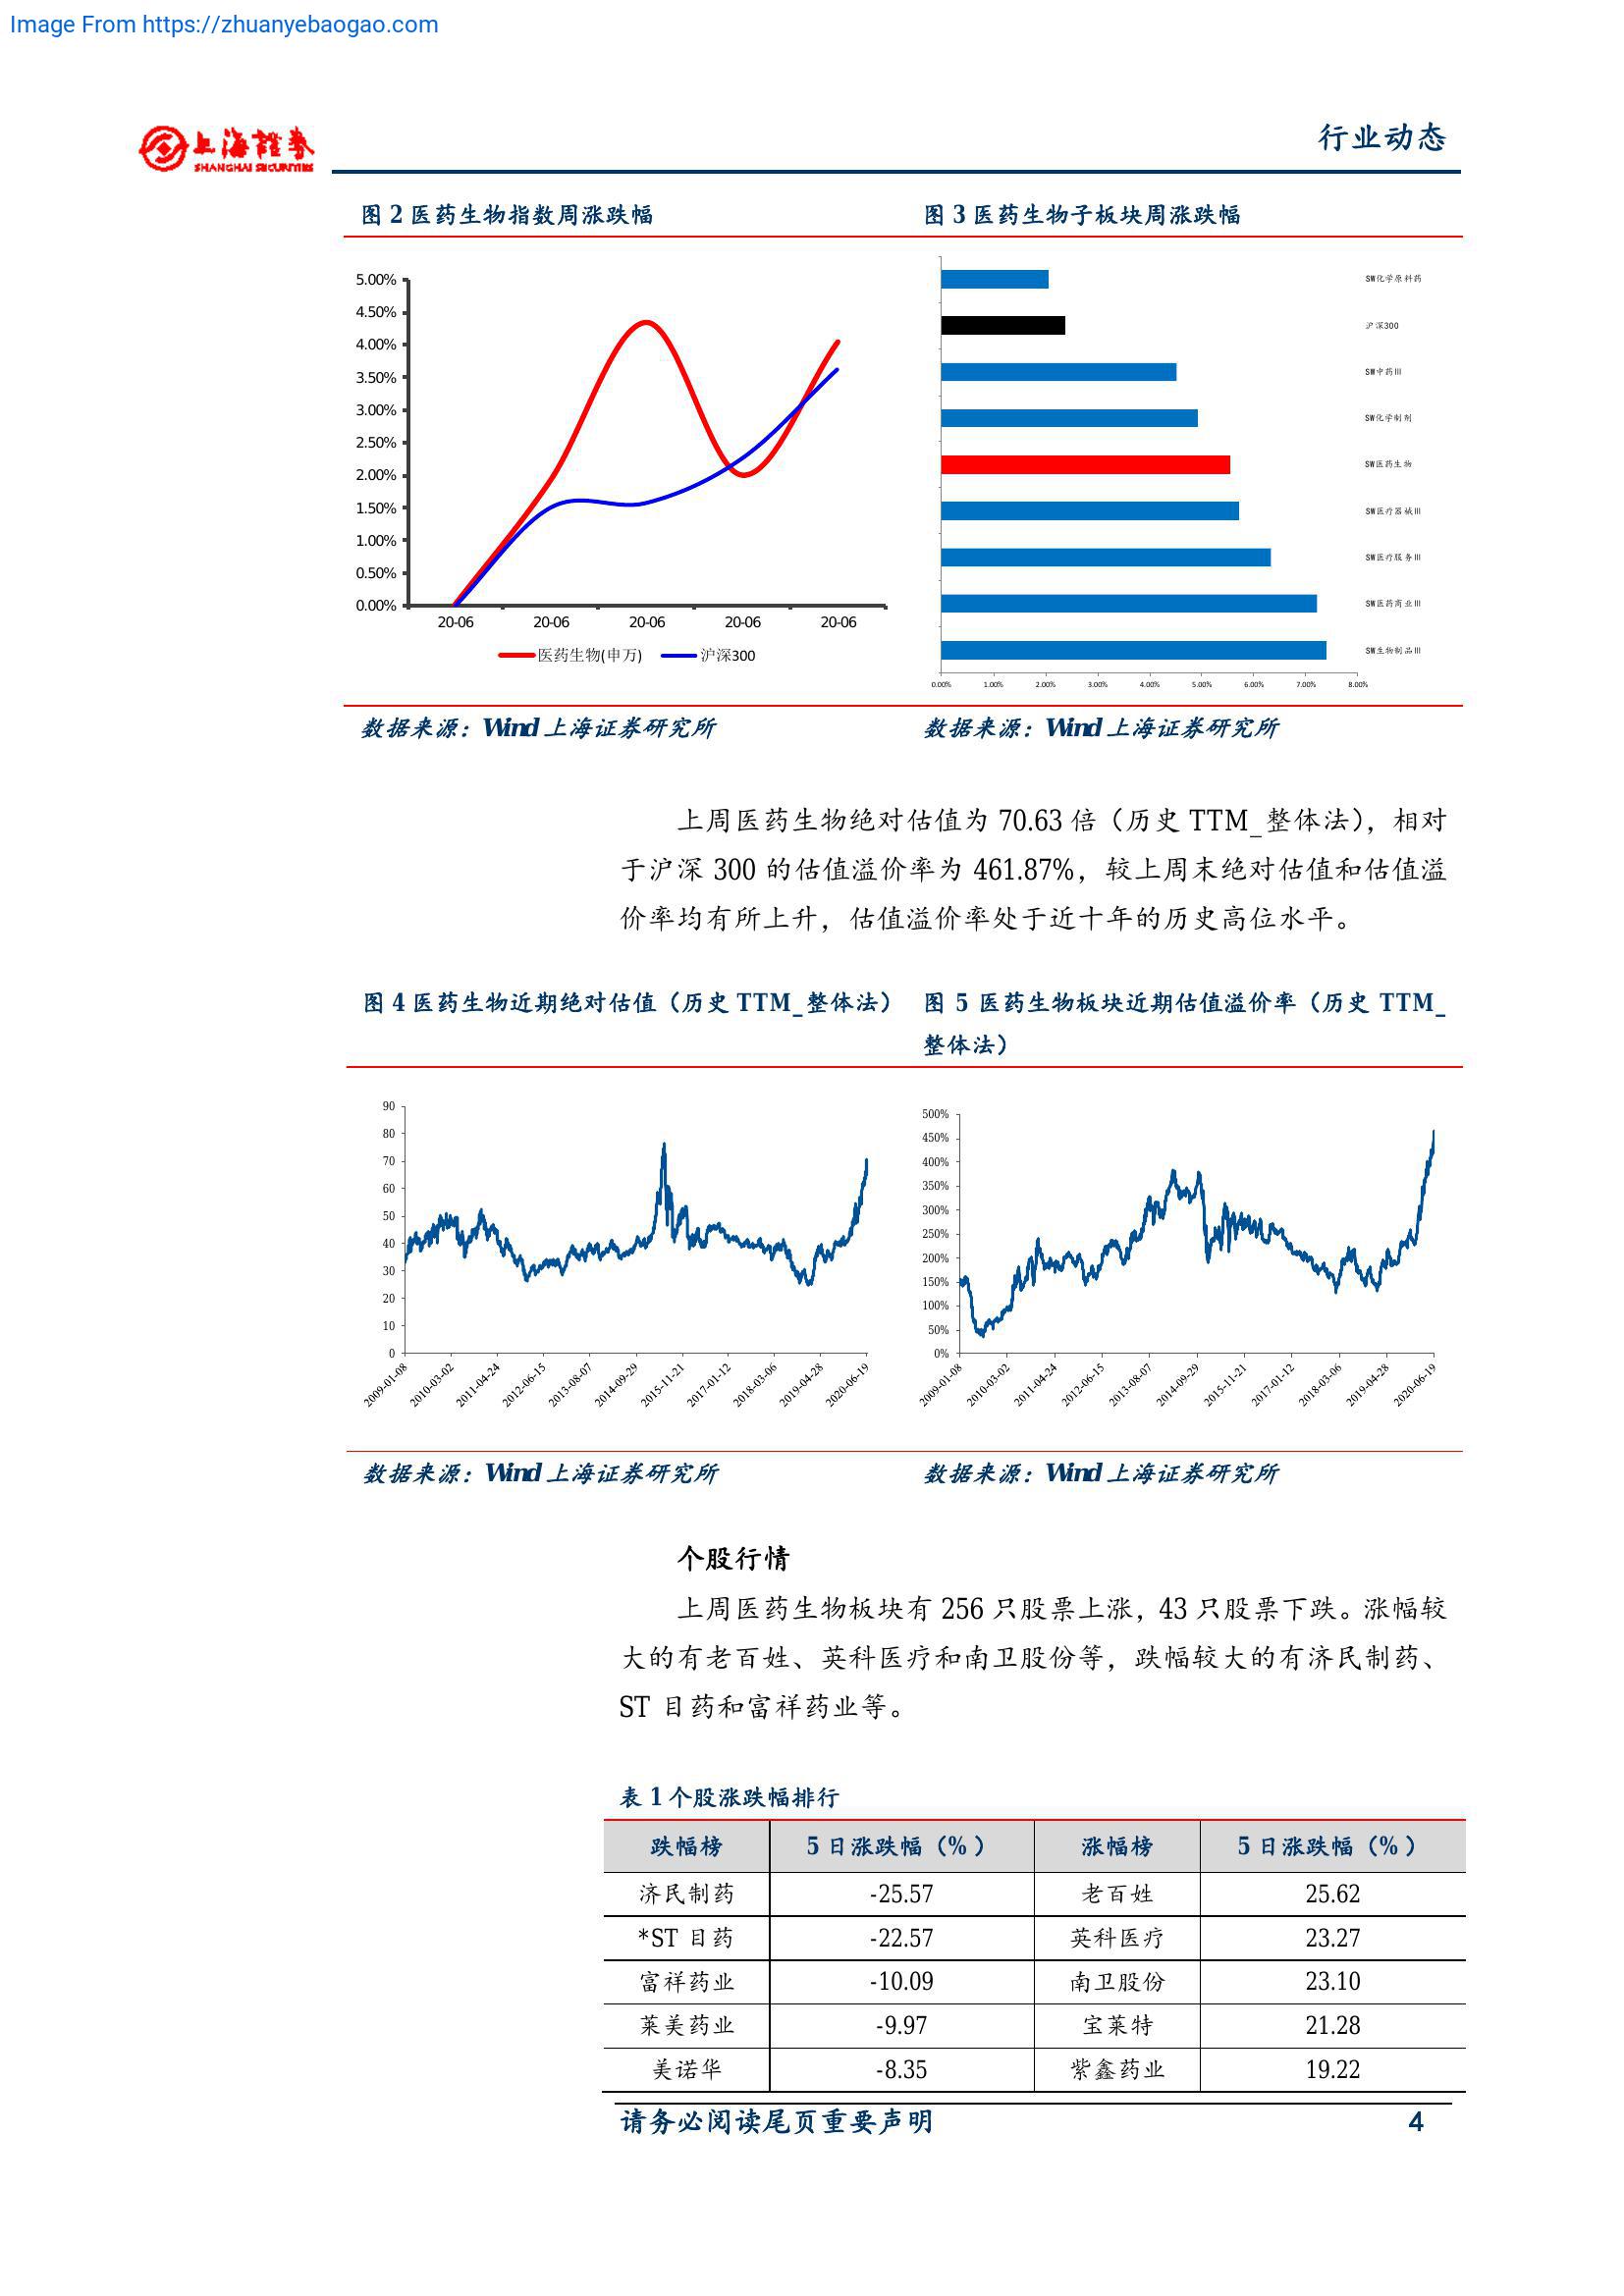 Image From https://zhuanyebaogao.com
上海證券
SHANGHAI SECURITIES
行业动态
图 2 医药生物指数周涨跌幅
5.00%
4.50%
4.00%
3.50%
3.00%
2.50%
2.00%
1.50%
1.00%
0.50%
0.00%
20-06 20-06 20-06 20-06 20-06
医药生物(申万) 沪深300
数据来源：Wind 上海证券研究所
图 3 医药生物子板块周涨跌幅
SW化学原料药
沪深300
SW中药III
SW化学制剂
SW医药生物
SW医疗器械III
SW医疗服务III
SW医药商业III
SW生物制品III
0.00% 1.00% 2.00% 3.00% 4.00% 5.00% 6.00% 7.00% 8.00%
数据来源：Wind 上海证券研究所
上周医药生物绝对估值为 70.63 倍（历史 TTM_整体法），相对
于沪深 300 的估值溢价率为 461.87%，较上周末绝对估值和估值溢
价率均有所上升，估值溢价率处于近十年的历史高位水平。
图 4 医药生物近期绝对估值（历史 TTM_整体法）
90
80
70
60
50
40
30
20
10
0
2009-01-08 2010-03-02 2011-04-24 2012-06-15 2013-08-07 2014-09-29 2015-11-21 2017-01-12 2018-03-06 2019-04-28 2020-06-19
数据来源：Wind 上海证券研究所
图 5 医药生物板块近期估值溢价率（历史 TTM_
整体法）
500%
450%
400%
350%
300%
250%
200%
150%
100%
50%
0%
2009-01-08 2010-03-02 2011-04-24 2012-06-15 2013-08-07 2014-09-29 2015-11-21 2017-01-12 2018-03-06 2019-04-28 2020-06-19
数据来源：Wind 上海证券研究所
个股行情
上周医药生物板块有 256 只股票上涨，43 只股票下跌。涨幅较
大的有老百姓、英科医疗和南卫股份等，跌幅较大的有济民制药、
ST 目药和富祥药业等。
表 1 个股涨跌幅排行
跌幅榜 5 日涨跌幅（%） 涨幅榜 5 日涨跌幅（%）
济民制药 -25.57 老百姓 25.62
*ST 目药 -22.57 英科医疗 23.27
富祥药业 -10.09 南卫股份 23.10
莱美药业 -9.97 宝莱特 21.28
美诺华 -8.35 紫鑫药业 19.22
请务必阅读尾页重要声明 4